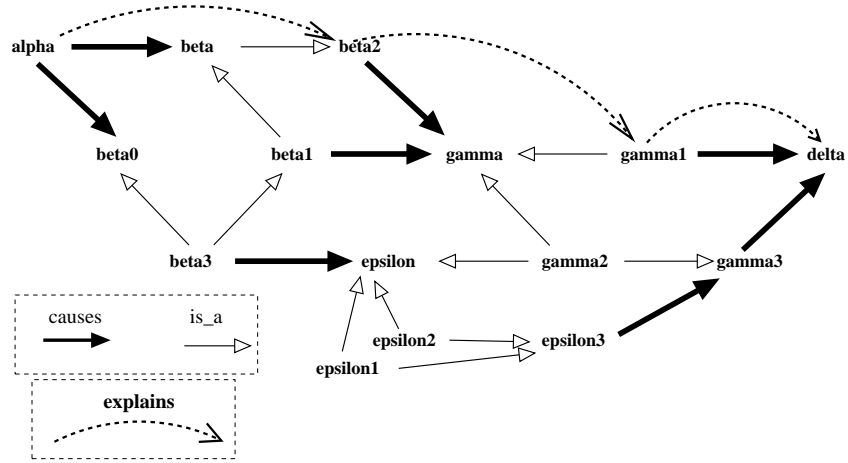 alpha beta beta2
beta0 beta1 gamma gamma1 delta
beta3 epsilon gamma2 gamma3
causes is_a
epsilon2 epsilon3
epsilon1
explains